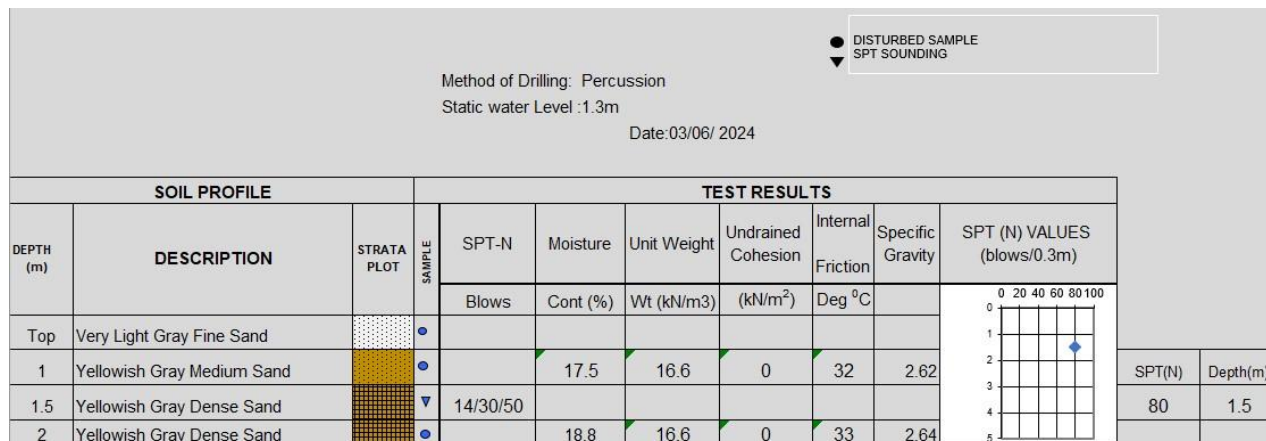 DISTURBED SAMPLE
SPT SOUNDING
Method of Drilling: Percussion
Static water Level :1.3m
Date:03/06/ 2024
SOIL PROFILE TEST RESULTS
DEPTH (m) DESCRIPTION STRATA PLOT SAMPLE SPT-N Moisture Unit Weight Undrained Cohesion Internal Friction Specific Gravity SPT (N) VALUES (blows/0.3m)
Blows Cont (%) Wt (kN/m3) (kN/m²) Deg ⁰C
0 20 40 60 80 100
0
1
2
3
4
5
Top Very Light Gray Fine Sand
1 Yellowish Gray Medium Sand 17.5 16.6 0 32 2.62 SPT(N) Depth(m)
1.5 Yellowish Gray Dense Sand 14/30/50 80 1.5
2 Yellowish Gray Dense Sand 18.8 16.6 0 33 2.64